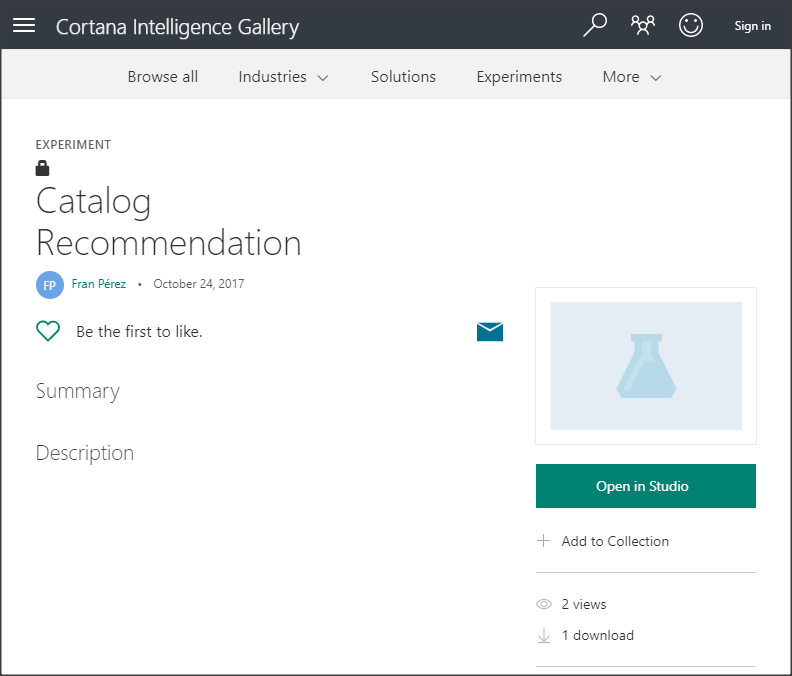 Cortana Intelligence Gallery
Sign in
Browse all Industries Solutions Experiments More
EXPERIMENT
Catalog
Recommendation
FP Fran Pérez • October 24, 2017
Be the first to like.
Summary
Description
Open in Studio
Add to Collection
2 views
1 download